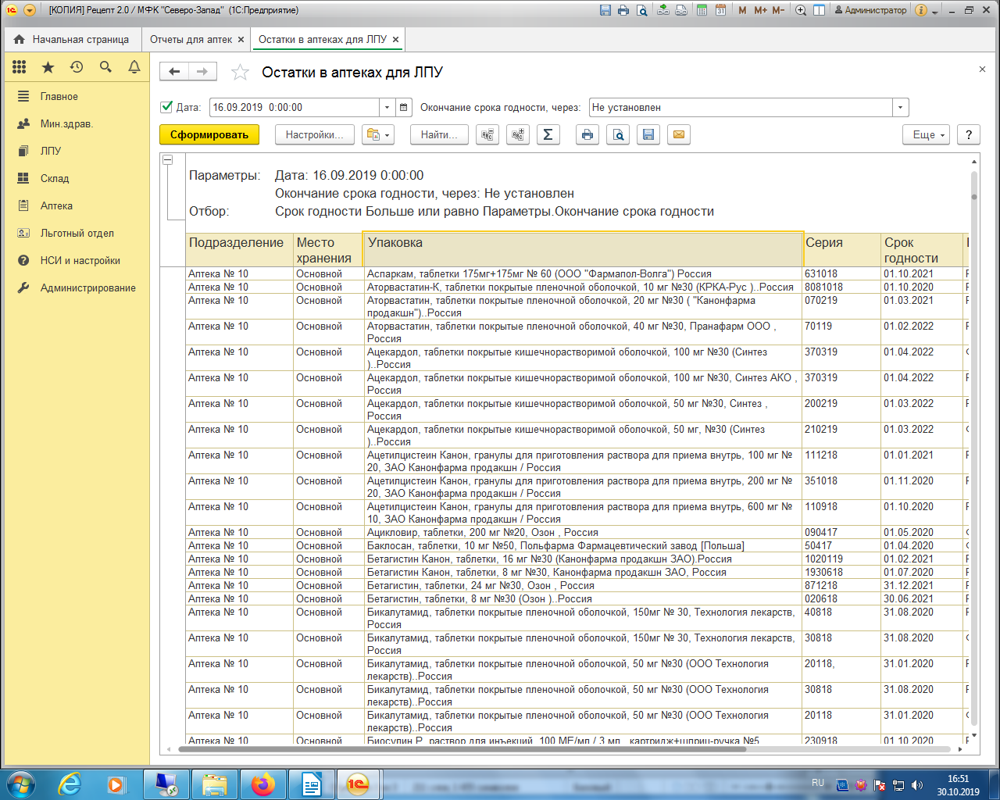 [КОПИЯ] Рецепт 2.0 / МФК "Северо-Запад" (1С:Предприятие)
M M+ M- Администратор
Начальная страница
Отчеты для аптек
Остатки в аптеках для ЛПУ
Главное
Мин.здрав.
ЛПУ
Склад
Аптека
Льготный отдел
НСИ и настройки
Администрирование
Остатки в аптеках для ЛПУ
Дата: 16.09.2019 0:00:00 Окончание срока годности, через: Не установлен
Сформировать Настройки... Найти... Σ Еще ?
Параметры: Дата: 16.09.2019 0:00:00
Окончание срока годности, через: Не установлен
Отбор: Срок годности Больше или равно Параметры.Окончание срока годности
Подразделение Место хранения Упаковка Серия Срок годности
Аптека № 10 Основной Аспаркам, таблетки 175мг+175мг № 60 (ООО "Фармапол-Волга") Россия 631018 01.10.2021
Аптека № 10 Основной Аторвастатин-К, таблетки покрытые пленочной оболочкой, 10 мг №30 (КРКА-Рус )..Россия 8081018 01.10.2020
Аптека № 10 Основной Аторвастатин, таблетки покрытые пленочной оболочкой, 20 мг №30 ( "Канонфарма 070219 01.03.2021
продакшн")..Россия
Аптека № 10 Основной Аторвастатин, таблетки покрытые пленочной оболочкой, 40 мг №30, Пранафарм ООО , 70119 01.02.2022
Россия
Аптека № 10 Основной Ацекардол, таблетки покрытые кишечнорастворимой оболочкой, 100 мг №30 (Синтез 370319 01.04.2022
)..Россия
Аптека № 10 Основной Ацекардол, таблетки покрытые кишечнорастворимой оболочкой, 100 мг №30, Синтез АКО , 370319 01.04.2022
Россия
Аптека № 10 Основной Ацекардол, таблетки покрытые кишечнорастворимой оболочкой, 50 мг №30, Синтез , 200219 01.03.2022
Россия
Аптека № 10 Основной Ацекардол, таблетки покрытые кишечнорастворимой оболочкой, 50 мг, №30 (Синтез 210219 01.03.2022
)..Россия
Аптека № 10 Основной Ацетилцистеин Канон, гранулы для приготовления раствора для приема внутрь, 100 мг № 111218 01.01.2021
20, ЗАО Канонфарма продакшн / Россия
Аптека № 10 Основной Ацетилцистеин Канон, гранулы для приготовления раствора для приема внутрь, 200 мг № 351018 01.11.2020
20, ЗАО Канонфарма продакшн / Россия
Аптека № 10 Основной Ацетилцистеин Канон, гранулы для приготовления раствора для приема внутрь, 600 мг № 110918 01.10.2020
10, ЗАО Канонфарма продакшн / Россия
Аптека № 10 Основной Ацикловир, таблетки, 200 мг №20, Озон , Россия 090417 01.05.2020
Аптека № 10 Основной Баклосан, таблетки, 10 мг №50, Польфарма Фармацевтический завод [Польша] 50417 01.04.2020
Аптека № 10 Основной Бетагистин Канон, таблетки, 16 мг №30 (Канонфарма продакшн ЗАО).Россия 1020119 01.02.2021
Аптека № 10 Основной Бетагистин Канон, таблетки, 8 мг №30, Канонфарма продакшн ЗАО, Россия 1930618 01.07.2020
Аптека № 10 Основной Бетагистин, таблетки, 24 мг №30, Озон , Россия 871218 31.12.2021
Аптека № 10 Основной Бетагистин, таблетки, 8 мг №30 (Озон )..Россия 020618 30.06.2021
Аптека № 10 Основной Бикалутамид, таблетки покрытые пленочной оболочкой, 150мг № 30, Технология лекарств, 40818 31.08.2020
Россия
Аптека № 10 Основной Бикалутамид, таблетки покрытые пленочной оболочкой, 150мг № 30, Технология лекарств, 30818 31.08.2020
Россия
Аптека № 10 Основной Бикалутамид, таблетки покрытые пленочной оболочкой, 50 мг №30 (ООО Технология 20118, 31.01.2020
лекарств)..Россия
Аптека № 10 Основной Бикалутамид, таблетки покрытые пленочной оболочкой, 50 мг №30 (ООО Технология 30818 31.08.2020
лекарств)..Россия
Аптека № 10 Основной Бикалутамид, таблетки покрытые пленочной оболочкой, 50 мг №30 (ООО Технология 20118 31.01.2020
лекарств)..Россия
Аптека № 10 Основной Биосулин Р, раствор для инъекций, 100 МЕ/мл / 3 мл , картридж+шприц-ручка №5 230918 01.10.2020
RU 16:51
30.10.2019